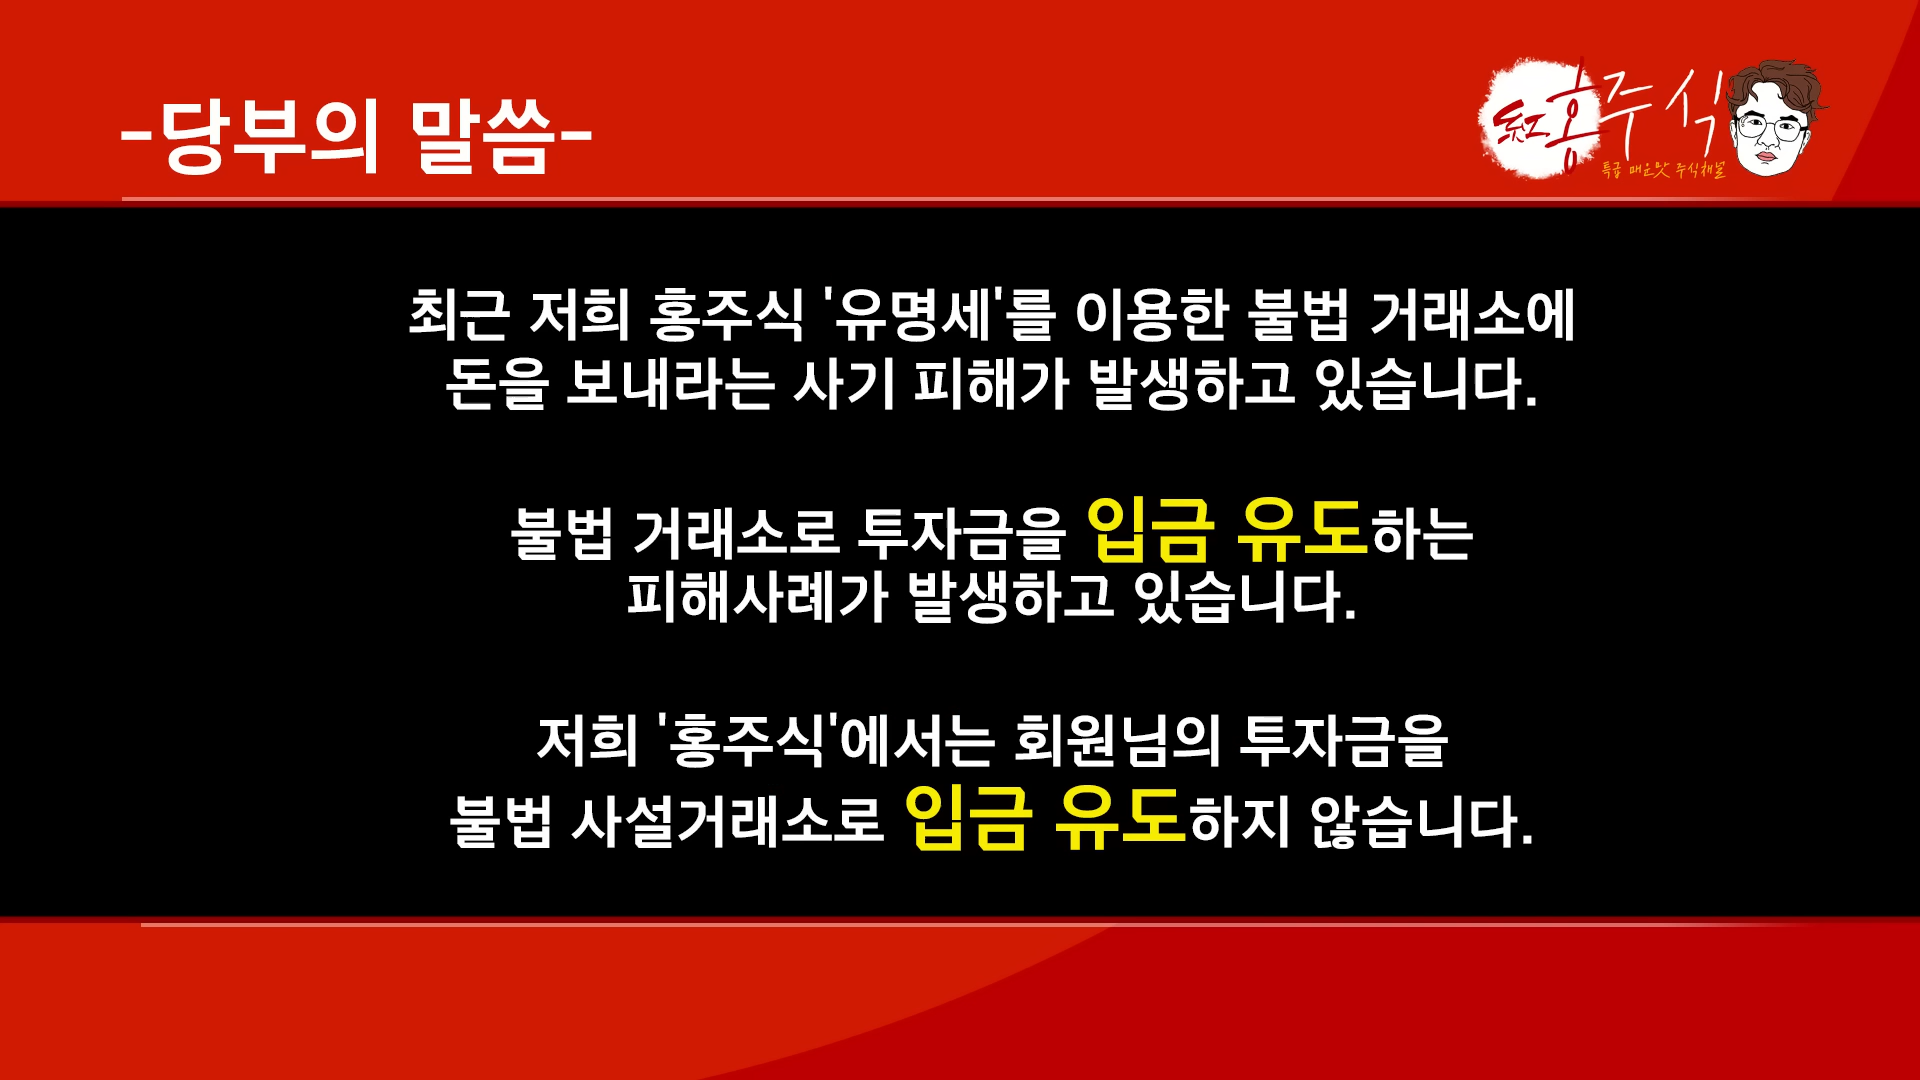 -당부의 말씀-
紅홍주식
특급 매운맛 주식채널
최근 저희 홍주식 '유명세'를 이용한 불법 거래소에
돈을 보내라는 사기 피해가 발생하고 있습니다.
불법 거래소로 투자금을 입금 유도하는
피해사례가 발생하고 있습니다.
저희 '홍주식'에서는 회원님의 투자금을
불법 사설거래소로 입금 유도하지 않습니다.